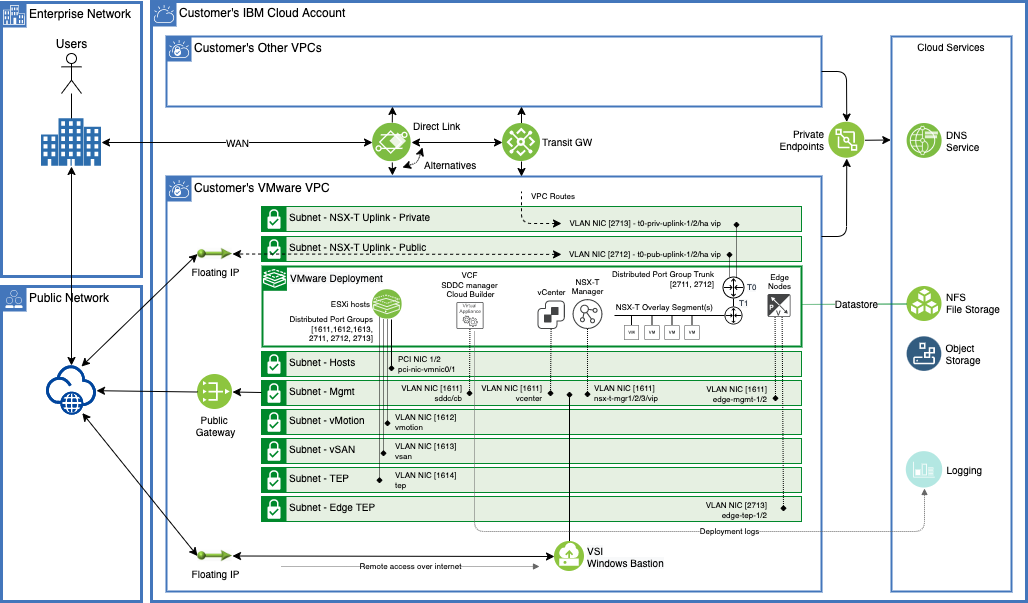 Enterprise Network
Users
Public Network
Customer's IBM Cloud Account
Customer's Other VPCs
WAN
Direct Link
Alternatives
Transit GW
Private
Endpoints
Cloud Services
DNS
Service
NFS
File Storage
Object
Storage
Logging
Datastore
Customer's VMware VPC
VPC Routes
Subnet - NSX-T Uplink - Private
VLAN NIC [2713] - t0-priv-uplink-1/2/ha vip
Subnet - NSX-T Uplink - Public
VLAN NIC [2712] - t0-pub-uplink-1/2/ha vip
Floating IP
VMware Deployment
ESXi hosts
Distributed Port Groups
[1611,1612,1613,
2711, 2712, 2713]
VCF
SDDC manager
Cloud Builder
Virtual
Appliance
vCenter
NSX-T
Manager
Distributed Port Group Trunk
[2711, 2712]
T0
T1
NSX-T Overlay Segment(s)
VM
VM
VM
VM
Edge
Nodes
P
V
Subnet - Hosts
PCI NIC 1/2
pci-nic-vmnic0/1
Subnet - Mgmt
VLAN NIC [1611]
sddc/cb
VLAN NIC [1611]
vcenter
VLAN NIC [1611]
nsx-t-mgr1/2/3/vip
VLAN NIC [1611]
edge-mgmt-1/2
Public
Gateway
Subnet - vMotion
VLAN NIC [1612]
vmotion
Subnet - vSAN
VLAN NIC [1613]
vsan
Subnet - TEP
VLAN NIC [1614]
tep
Subnet - Edge TEP
VLAN NIC [2713]
edge-tep-1/2
Deployment logs
Floating IP
Remote access over internet
VSI
Windows Bastion